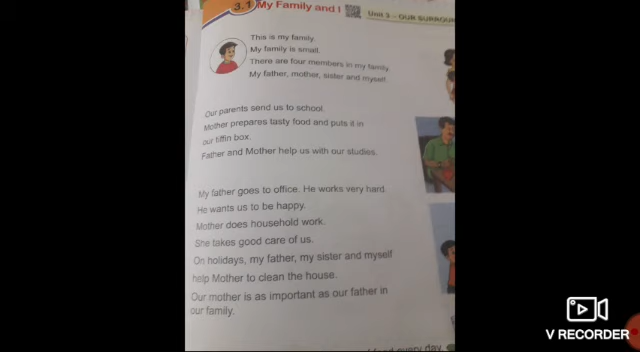 3.1 My Family and I
Unit 3 - OUR
This is my family.
My family is small.
There are four members in my family.
My father, mother, sister and myself.
Our parents send us to school.
Mother prepares tasty food and puts it in
our tiffin box.
Father and Mother help us with our studies.
My father goes to office. He works very hard.
He wants us to be happy.
Mother does household work.
She takes good care of us.
On holidays, my father, my sister and myself
help Mother to clean the house.
Our mother is as important as our father in
our family.
every day
V RECORDER